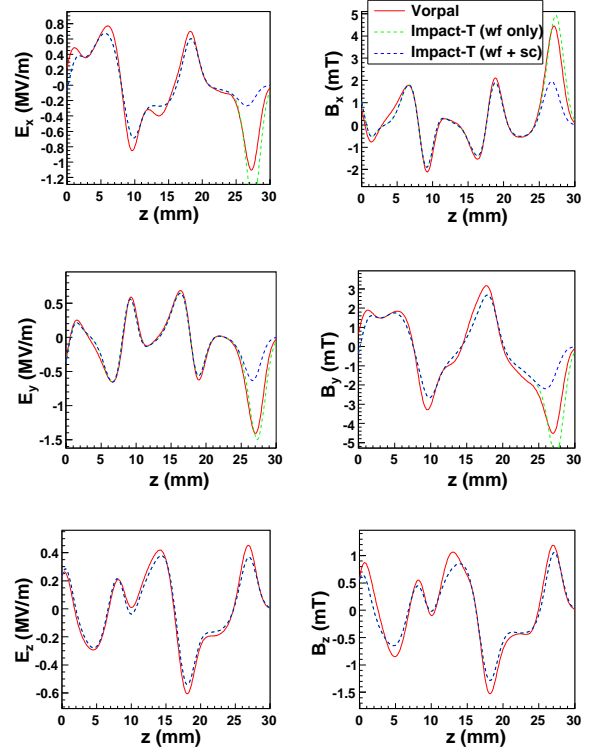 Vorpal
Impact-T (wf only)
Impact-T (wf + sc)
E_x (MV/m)
0.8
0.6
0.4
0.2
0
-0.2
-0.4
-0.6
-0.8
-1
-1.2
0 5 10 15 20 25 30
z (mm)
B_x (mT)
4
3
2
1
0
-1
-2
0 5 10 15 20 25 30
z (mm)
E_y (MV/m)
0.5
0
-0.5
-1
-1.5
0 5 10 15 20 25 30
z (mm)
B_y (mT)
3
2
1
0
-1
-2
-3
-4
-5
0 5 10 15 20 25 30
z (mm)
E_z (MV/m)
0.4
0.2
0
-0.2
-0.4
-0.6
0 5 10 15 20 25 30
z (mm)
B_z (mT)
1
0.5
0
-0.5
-1
-1.5
0 5 10 15 20 25 30
z (mm)